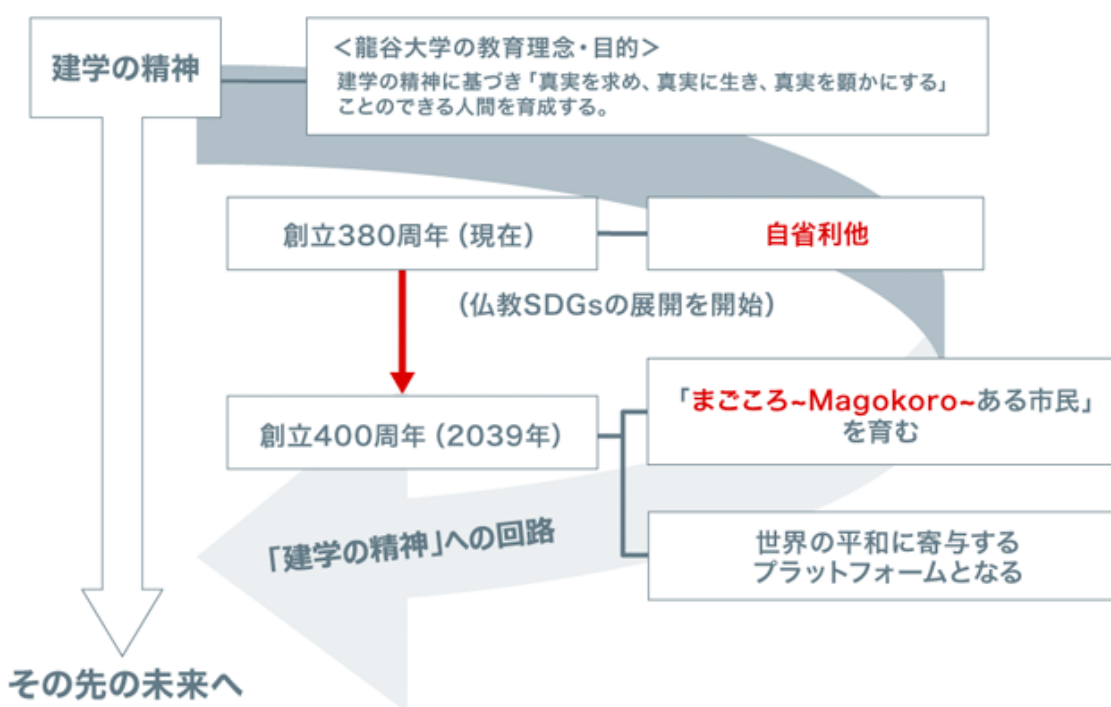 建学の精神
＜龍谷大学の教育理念・目的＞
建学の精神に基づき「真実を求め、真実に生き、真実を顕かにする」
ことのできる人間を育成する。
創立380周年（現在）
自省利他
（仏教SDGsの展開を開始）
創立400周年（2039年）
「まごころ~Magokoro~ある市民」
を育む
「建学の精神」への回路
世界の平和に寄与する
プラットフォームとなる
その先の未来へ